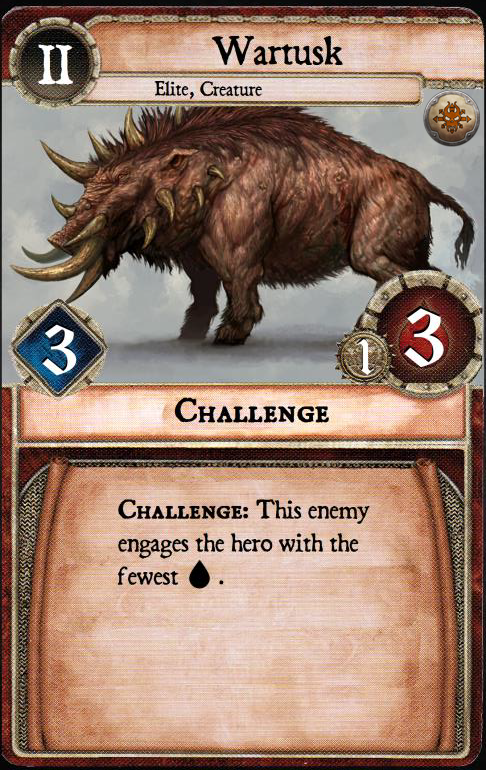 II
Wartusk
Elite, Creature
3
1
3
CHALLENGE
CHALLENGE: This enemy
engages the hero with the
fewest .